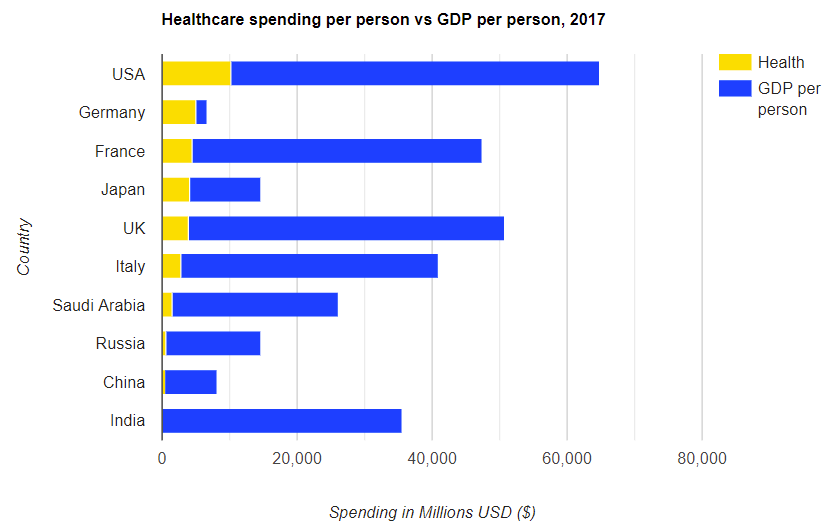 Healthcare spending per person vs GDP per person, 2017
Health
GDP per
person
Country
USA
Germany
France
Japan
UK
Italy
Saudi Arabia
Russia
China
India
0 20,000 40,000 60,000 80,000
Spending in Millions USD ($)